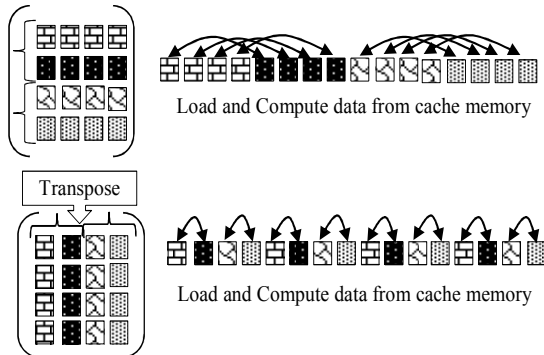 Load and Compute data from cache memory
Transpose
Load and Compute data from cache memory